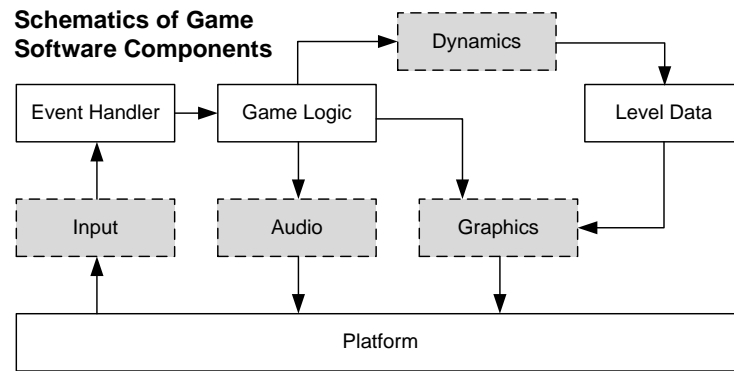 Schematics of Game
Software Components
Dynamics
Event Handler
Game Logic
Level Data
Input
Audio
Graphics
Platform